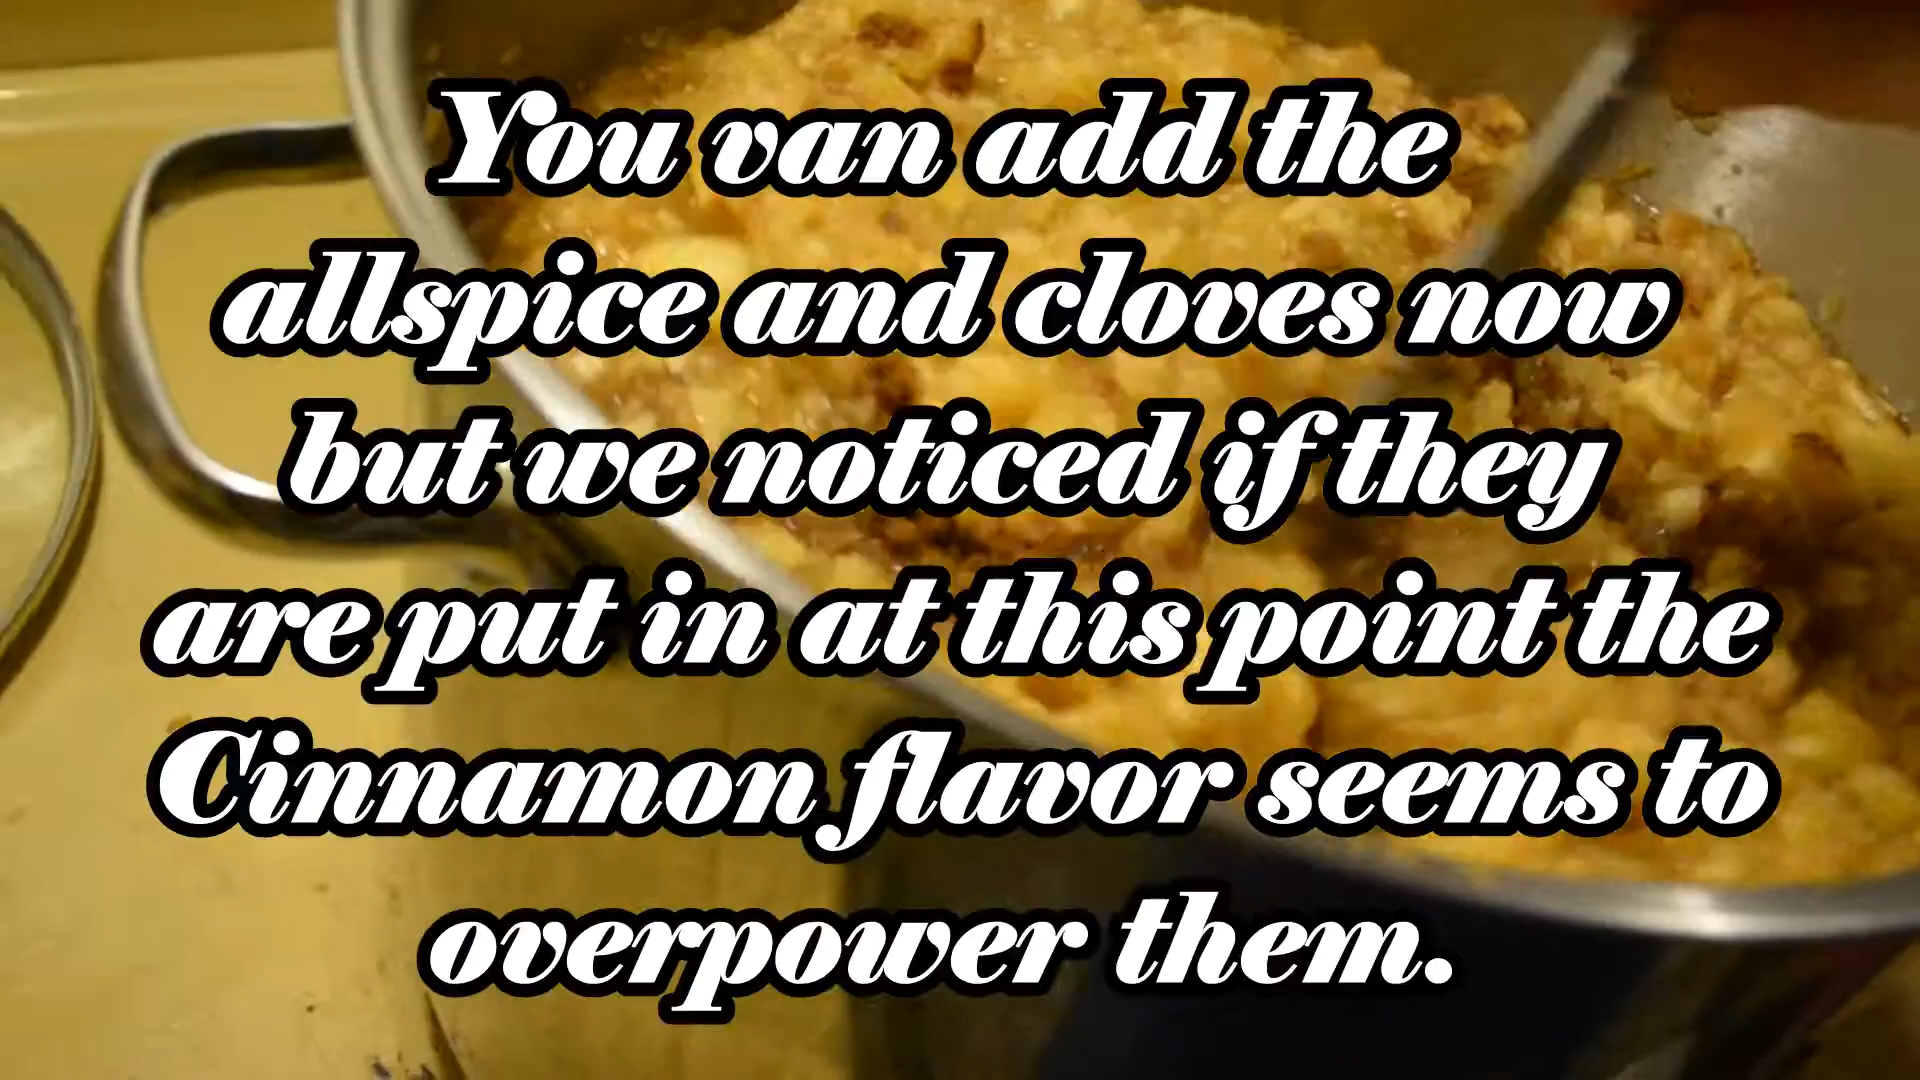 You van add the
allspice and cloves now
but we noticed if they
are put in at this point the
Cinnamon flavor seems to
overpower them.